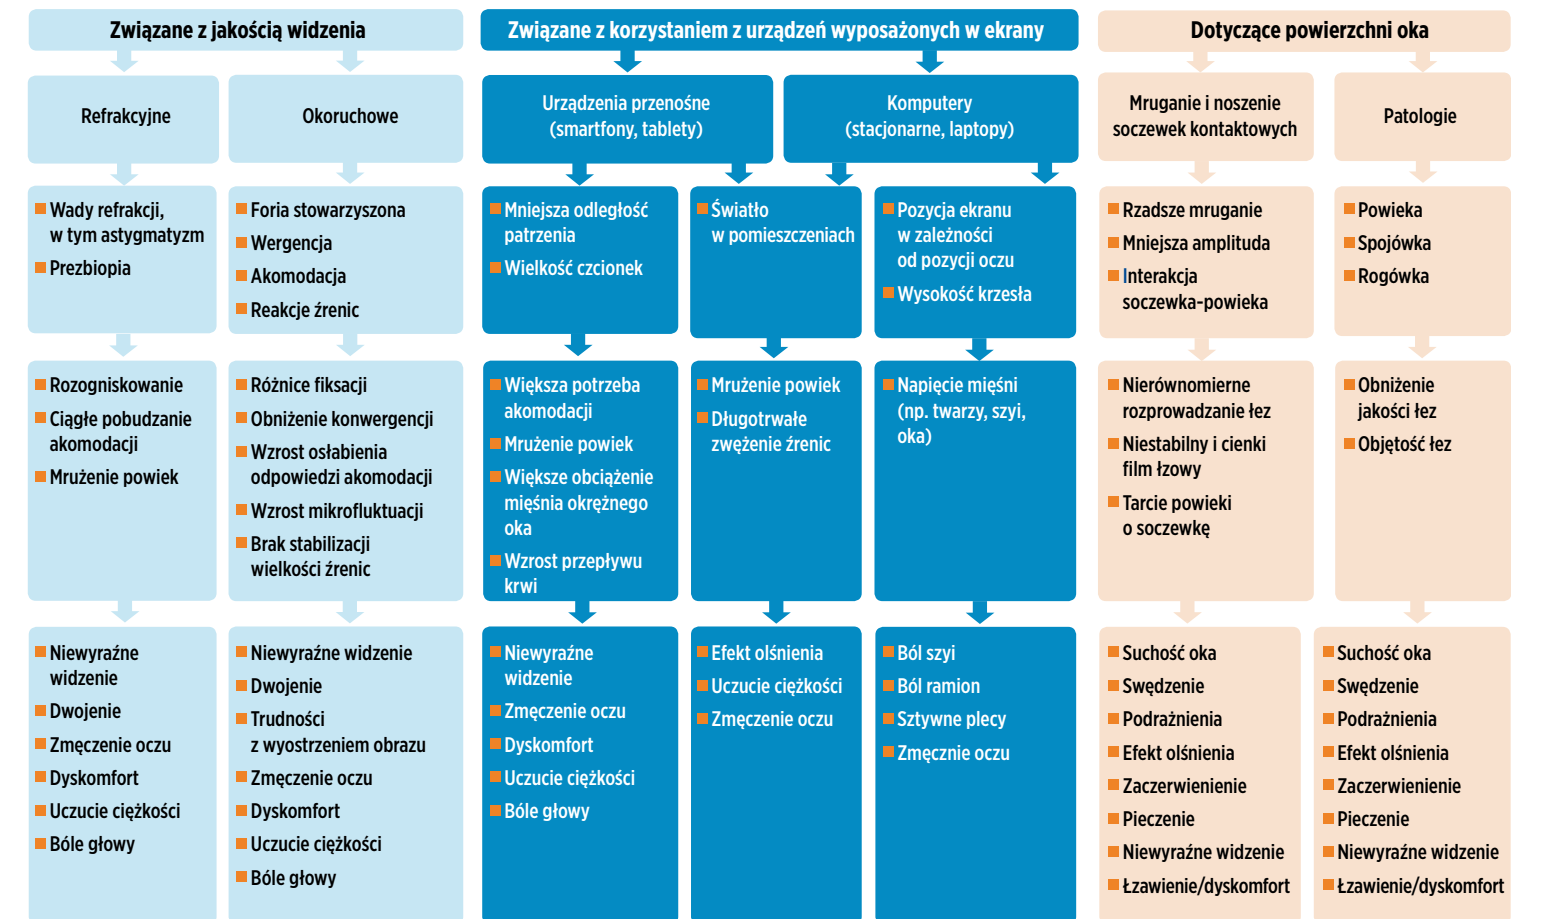 Związane z jakością widzenia
Związane z korzystaniem z urządzeń wyposażonych w ekrany
Dotyczące powierzchni oka
Refrakcyjne
Okoruchowe
Urządzenia przenośne
(smartfony, tablety)
Komputery
(stacjonarne, laptopy)
Mruganie i noszenie
soczewek kontaktowych
Patologie
Wady refrakcji,
w tym astygmatyzm
Prezbiopia
Foria stowarzyszona
Wergencja
Akomodacja
Reakcje źrenic
Mniejsza odległość
patrzenia
Wielkość czcionek
Światło
w pomieszczeniach
Pozycja ekranu
w zależności
od pozycji oczu
Wysokość krzesła
Rzadsze mruganie
Mniejsza amplituda
Interakcja
soczewka-powieka
Powieka
Spojówka
Rogówka
Rozogniskowanie
Ciągłe pobudzanie
akomodacji
Mrużenie powiek
Różnice fiksacji
Obniżenie konwergencji
Wzrost osłabienia
odpowiedzi akomodacji
Wzrost mikrofluktuacji
Brak stabilizacji
wielkości źrenic
Większa potrzeba
akomodacji
Mrużenie powiek
Większe obciążenie
mięśnia okrężnego
oka
Wzrost przepływu
krwi
Mrużenie powiek
Długotrwałe
zwężenie źrenic
Napięcie mięśni
(np. twarzy, szyi,
oka)
Nierównomierne
rozprowadzanie łez
Niestabilny i cienki
film łzowy
Tarcie powieki
o soczewkę
Obniżenie
jakości łez
Objętość łez
Niewyraźne
widzenie
Dwojenie
Zmęczenie oczu
Dyskomfort
Uczucie ciężkości
Bóle głowy
Niewyraźne widzenie
Dwojenie
Trudności
z wyostrzeniem obrazu
Zmęczenie oczu
Dyskomfort
Uczucie ciężkości
Bóle głowy
Niewyraźne
widzenie
Zmęczenie oczu
Dyskomfort
Uczucie ciężkości
Bóle głowy
Efekt olśnienia
Uczucie ciężkości
Zmęczenie oczu
Ból szyi
Ból ramion
Sztywne plecy
Zmęcznie oczu
Suchość oka
Swędzenie
Podrażnienia
Efekt olśnienia
Zaczerwienienie
Pieczenie
Niewyraźne widzenie
Łzawienie/dyskomfort
Suchość oka
Swędzenie
Podrażnienia
Efekt olśnienia
Zaczerwienienie
Pieczenie
Niewyraźne widzenie
Łzawienie/dyskomfort